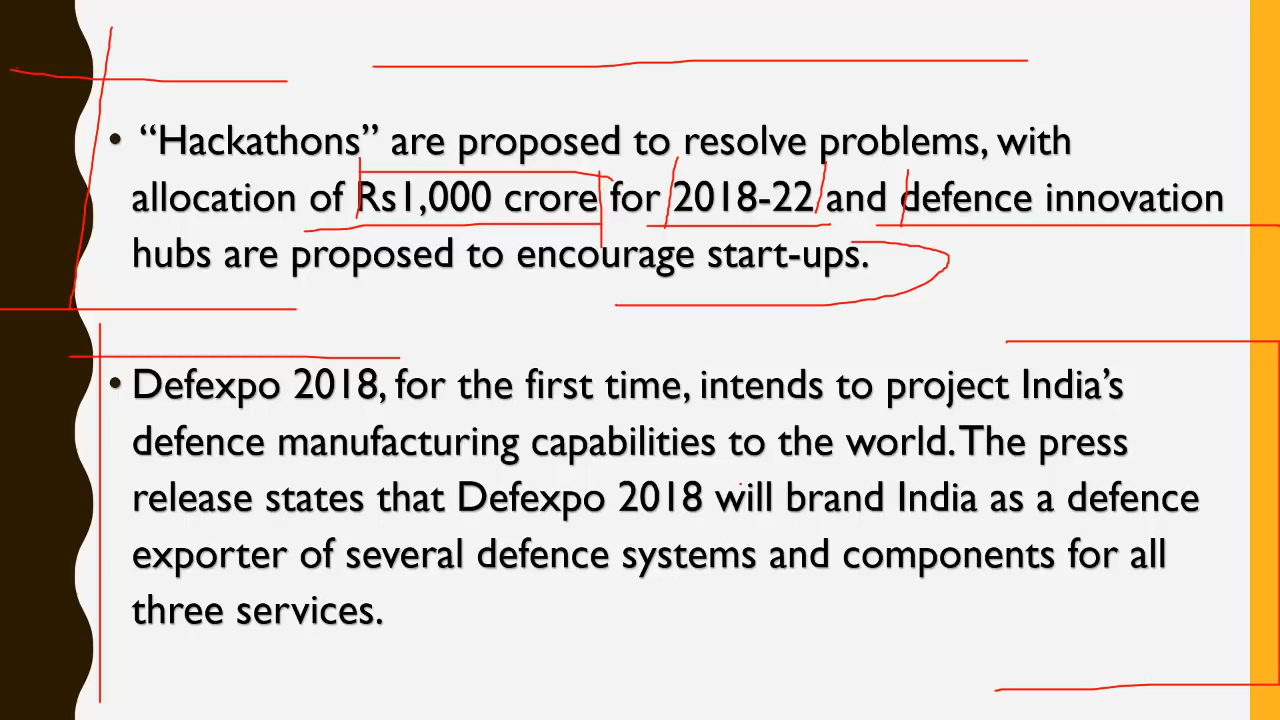 • “Hackathons” are proposed to resolve problems, with
allocation of Rs1,000 crore for 2018-22 and defence innovation
hubs are proposed to encourage start-ups.
• Defexpo 2018, for the first time, intends to project India’s
defence manufacturing capabilities to the world. The press
release states that Defexpo 2018 will brand India as a defence
exporter of several defence systems and components for all
three services.